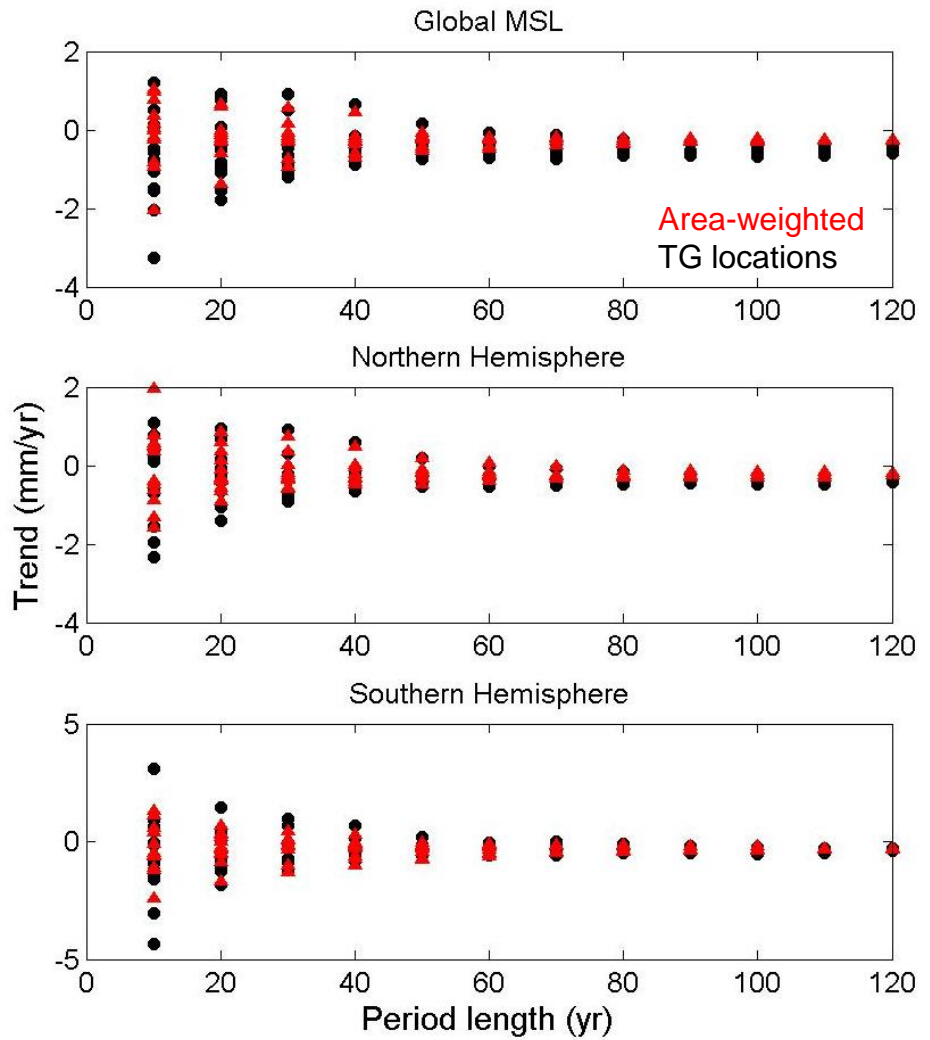 Global MSL
2
0
-2
-4
Area-weighted
TG locations
0 20 40 60 80 100 120
Northern Hemisphere
2
0
-2
-4
0 20 40 60 80 100 120
Trend (mm/yr)
Southern Hemisphere
5
0
-5
0 20 40 60 80 100 120
Period length (yr)